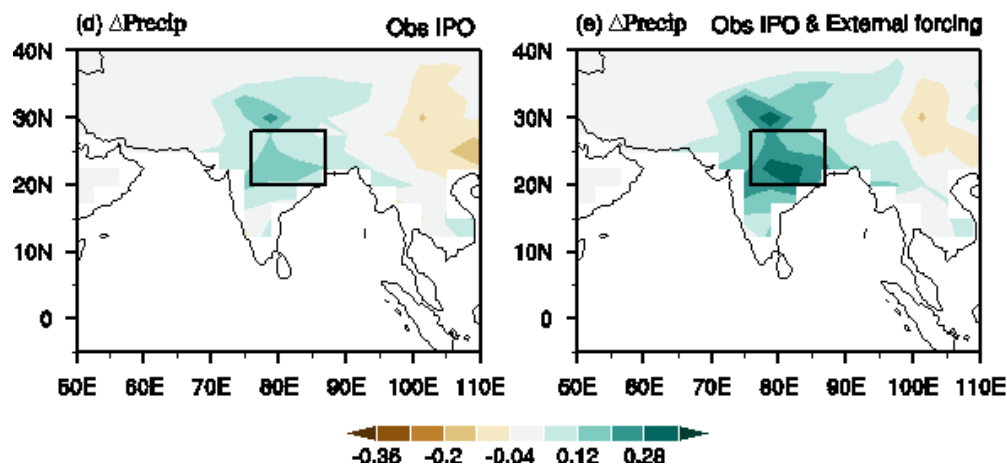 (d) ΔPrecip Obs IPO (e) ΔPrecip Obs IPO & External forcing
40N 40N
30N 30N
20N 20N
10N 10N
0 0
50E 60E 70E 80E 90E 100E 110E 50E 60E 70E 80E 90E 100E 110E
-0.36 -0.2 -0.04 0.12 0.28